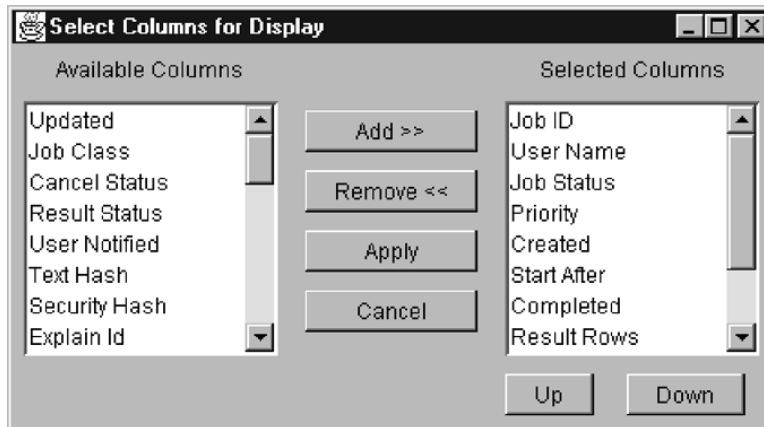 Select Columns for Display
Available Columns
Updated
Job Class
Cancel Status
Result Status
User Notified
Text Hash
Security Hash
Explain Id
Add >>
Remove <<
Apply
Cancel
Selected Columns
Job ID
User Name
Job Status
Priority
Created
Start After
Completed
Result Rows
Up
Down